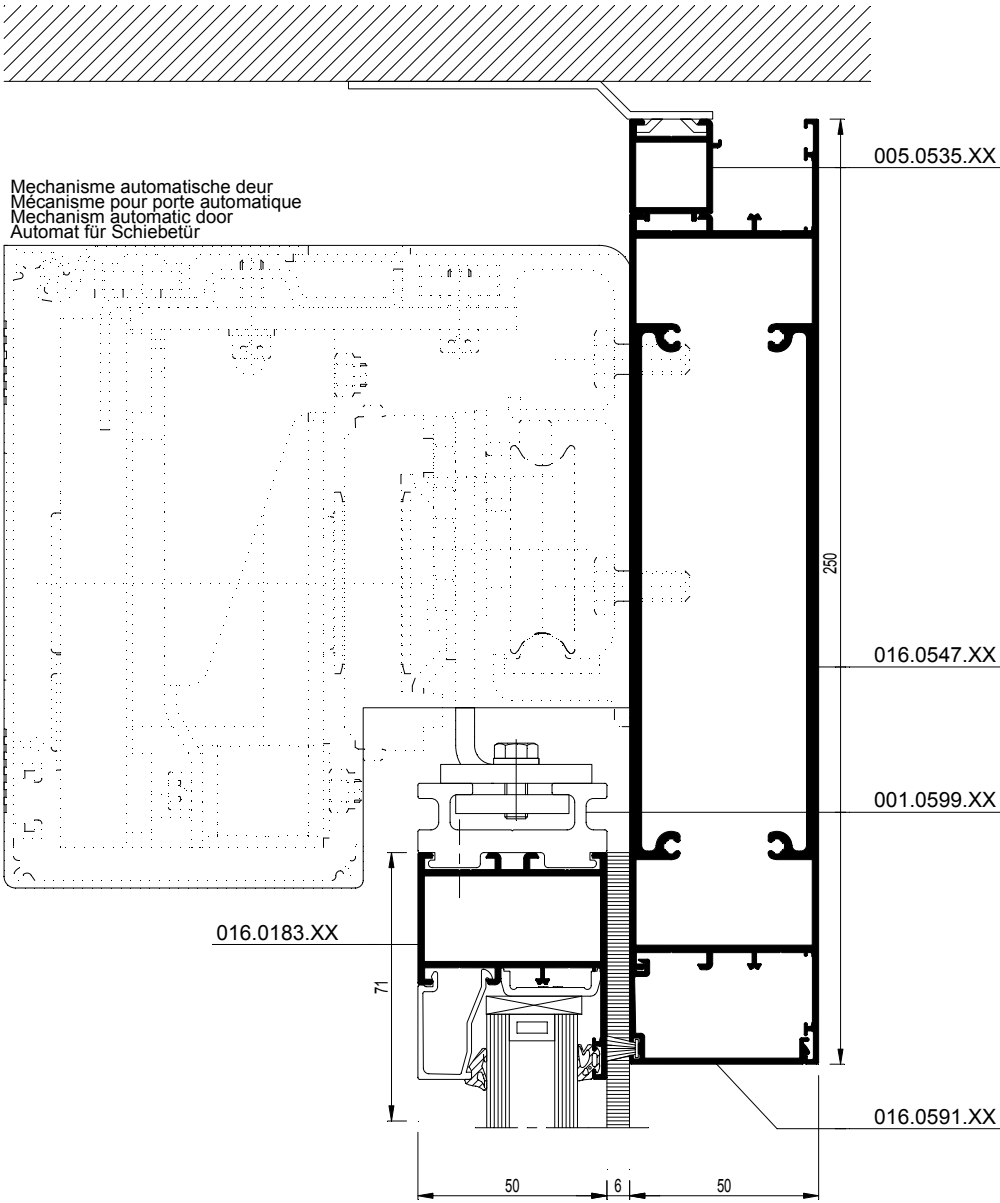 005.0535.XX
Mechanisme automatische deur
Mécanisme pour porte automatique
Mechanism automatic door
Automat für Schiebetür
250
016.0547.XX
001.0599.XX
016.0183.XX
71
016.0591.XX
50
6
50